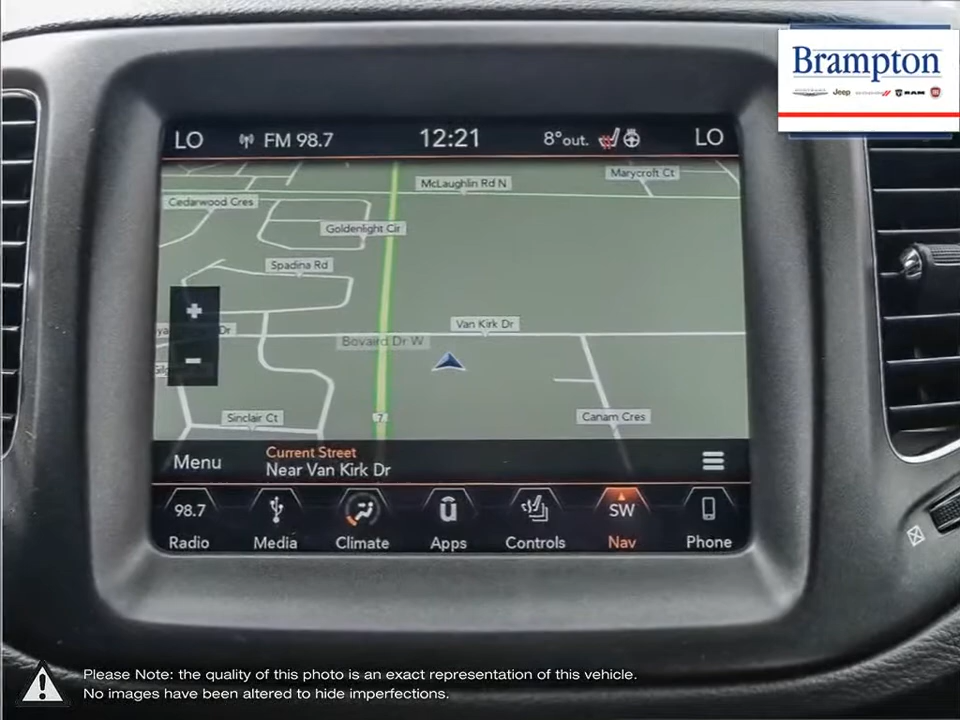 Brampton
Jeep
RAM
LO FM 98.7 12:21 8°out. LO
McLaughlin Rd N
Marycroft Ct
Cedarwood Cres
Goldenlight Cir
Spadina Rd
Van Kirk Dr
Dr
Bovaird Dr W
7
Sinclair Ct
Canam Cres
Menu
Current Street
Near Van Kirk Dr
98.7 SW
Radio Media Climate Apps Controls Nav Phone
Please Note: the quality of this photo is an exact representation of this vehicle.
No images have been altered to hide imperfections.